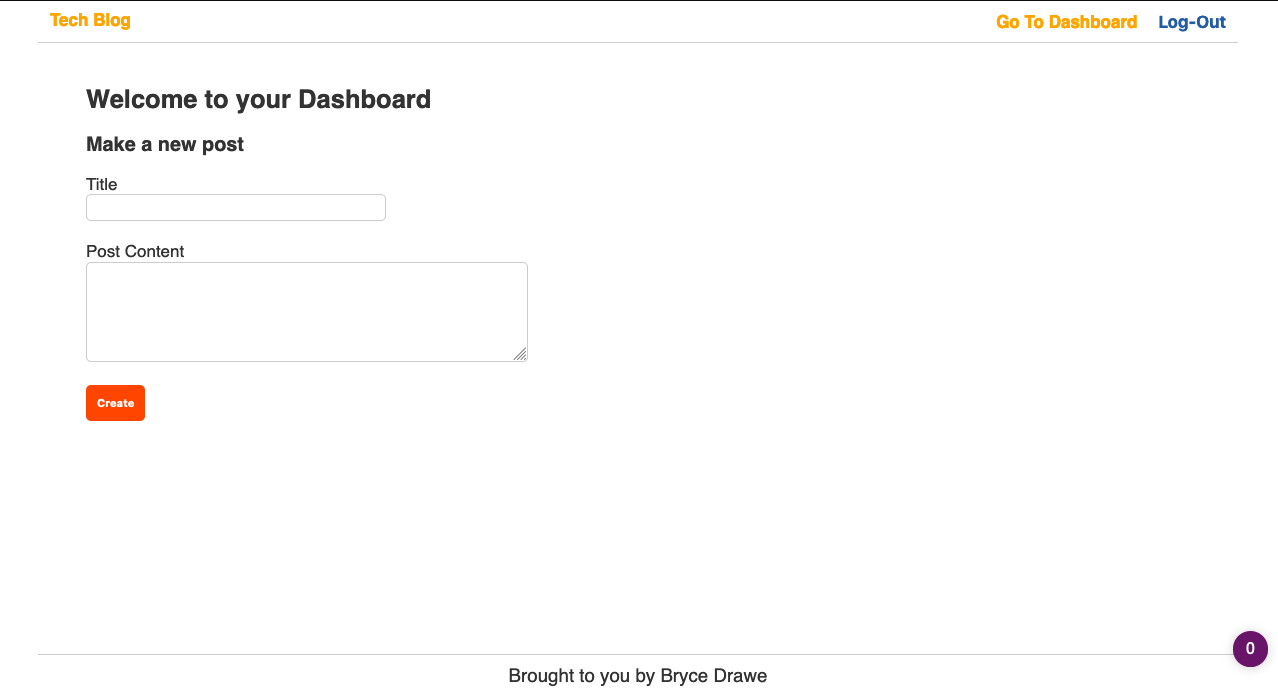 Tech Blog
Go To Dashboard Log-Out
Welcome to your Dashboard
Make a new post
Title
Post Content
Create
0
Brought to you by Bryce Drawe